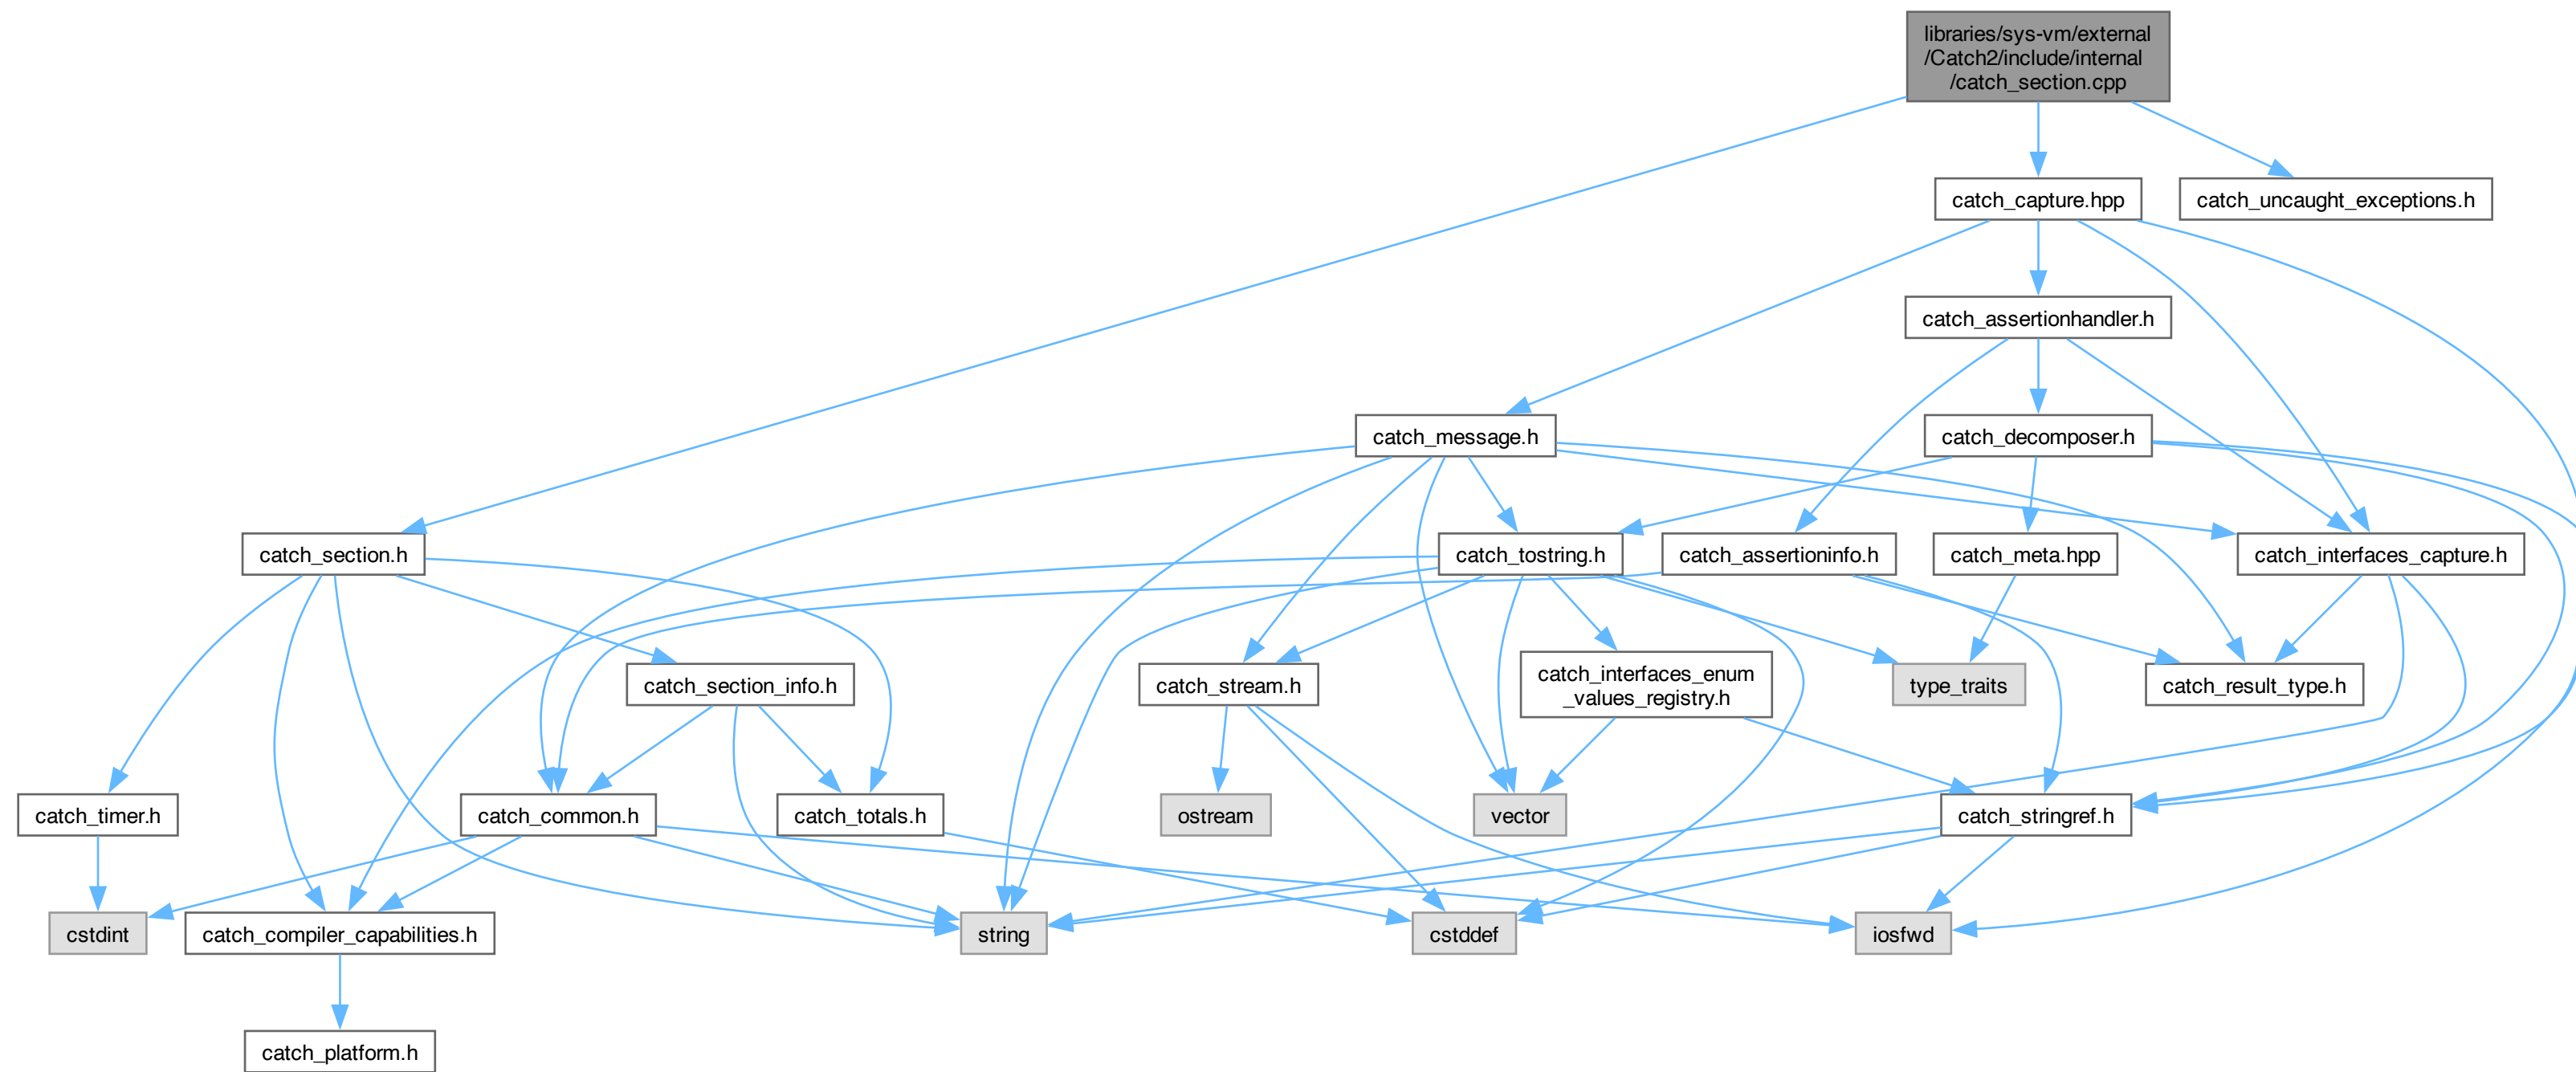 libraries/sys-vm/external
/Catch2/include/internal
/catch_section.cpp
catch_capture.hpp
catch_uncaught_exceptions.h
catch_assertionhandler.h
catch_message.h
catch_decomposer.h
catch_section.h
catch_tostring.h
catch_assertioninfo.h
catch_meta.hpp
catch_interfaces_capture.h
catch_section_info.h
catch_stream.h
catch_interfaces_enum
_values_registry.h
type_traits
catch_result_type.h
catch_timer.h
catch_common.h
catch_totals.h
ostream
vector
catch_stringref.h
cstdint
catch_compiler_capabilities.h
string
cstddef
iosfwd
catch_platform.h